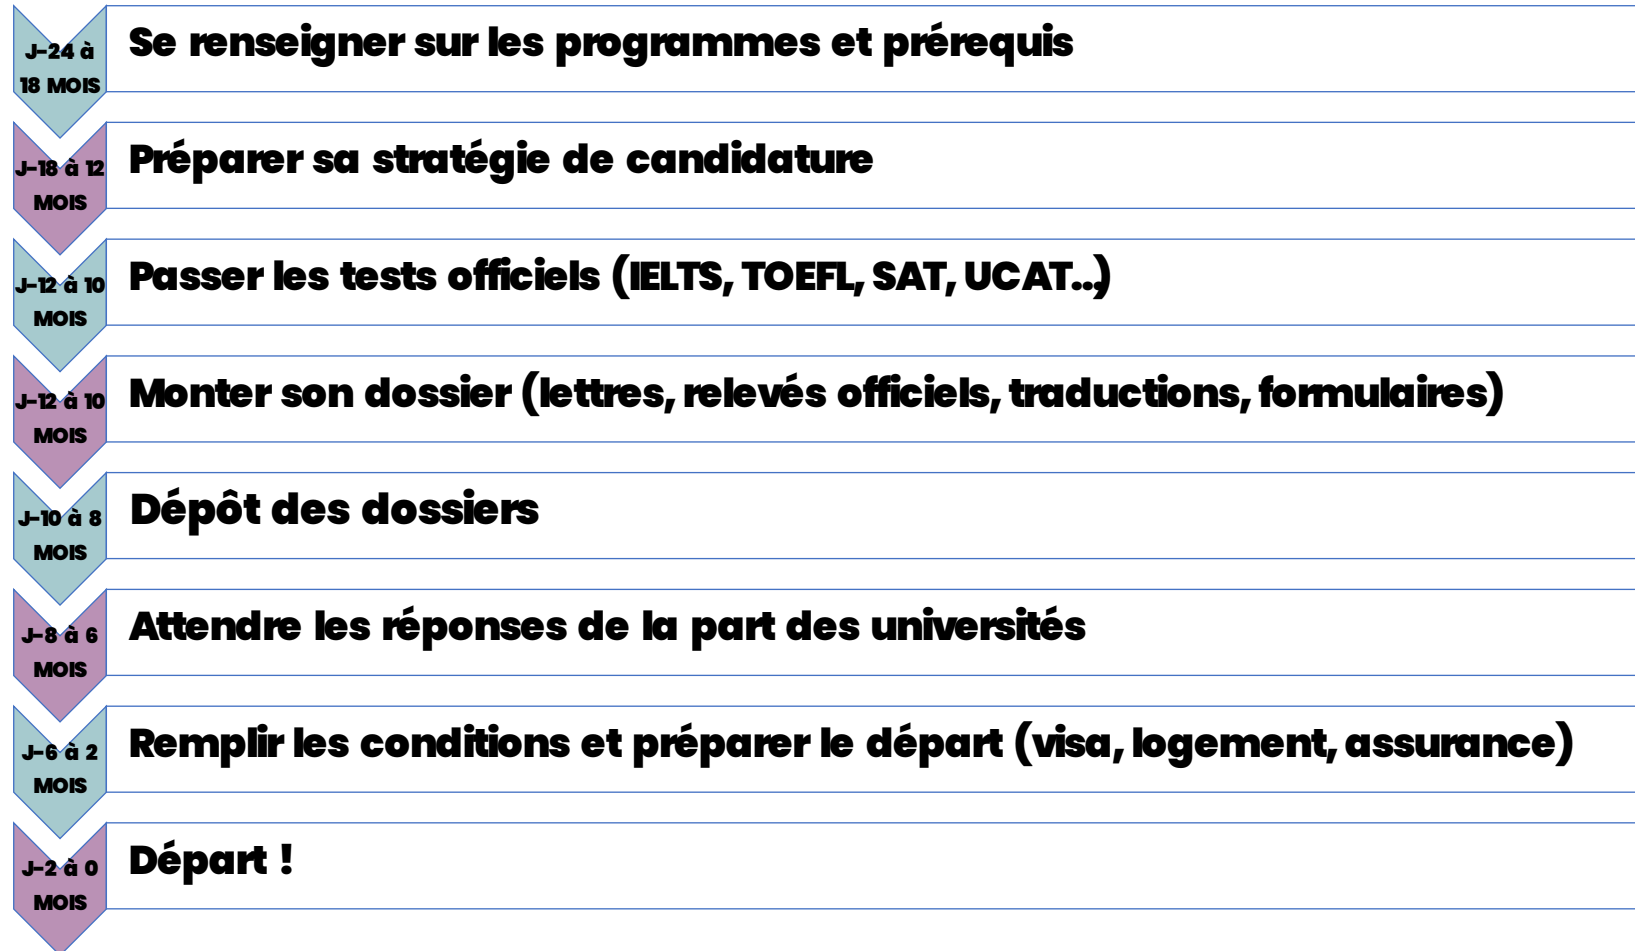 J-24 à
18 MOIS
Se renseigner sur les programmes et prérequis
J-18 à 12
MOIS
Préparer sa stratégie de candidature
J-12 à 10
MOIS
Passer les tests officiels (IELTS, TOEFL, SAT, UCAT...)
J-12 à 10
MOIS
Monter son dossier (lettres, relevés officiels, traductions, formulaires)
J-10 à 8
MOIS
Dépôt des dossiers
J-8 à 6
MOIS
Attendre les réponses de la part des universités
J-6 à 2
MOIS
Remplir les conditions et préparer le départ (visa, logement, assurance)
J-2 à 0
MOIS
Départ !